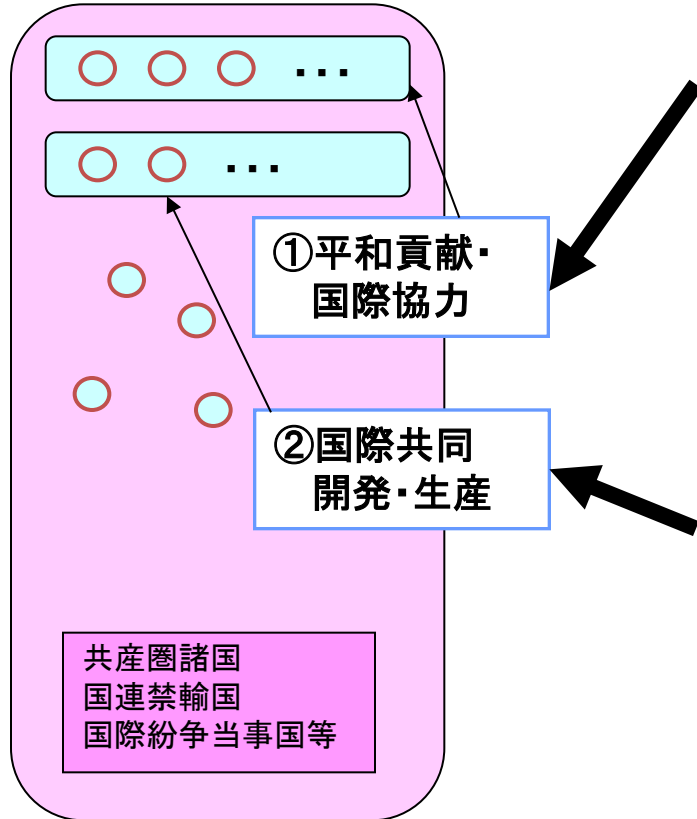 ・・・
・・・
①平和貢献・
国際協力
②国際共同
開発・生産
共産圏諸国
国連禁輸国
国際紛争当事国等